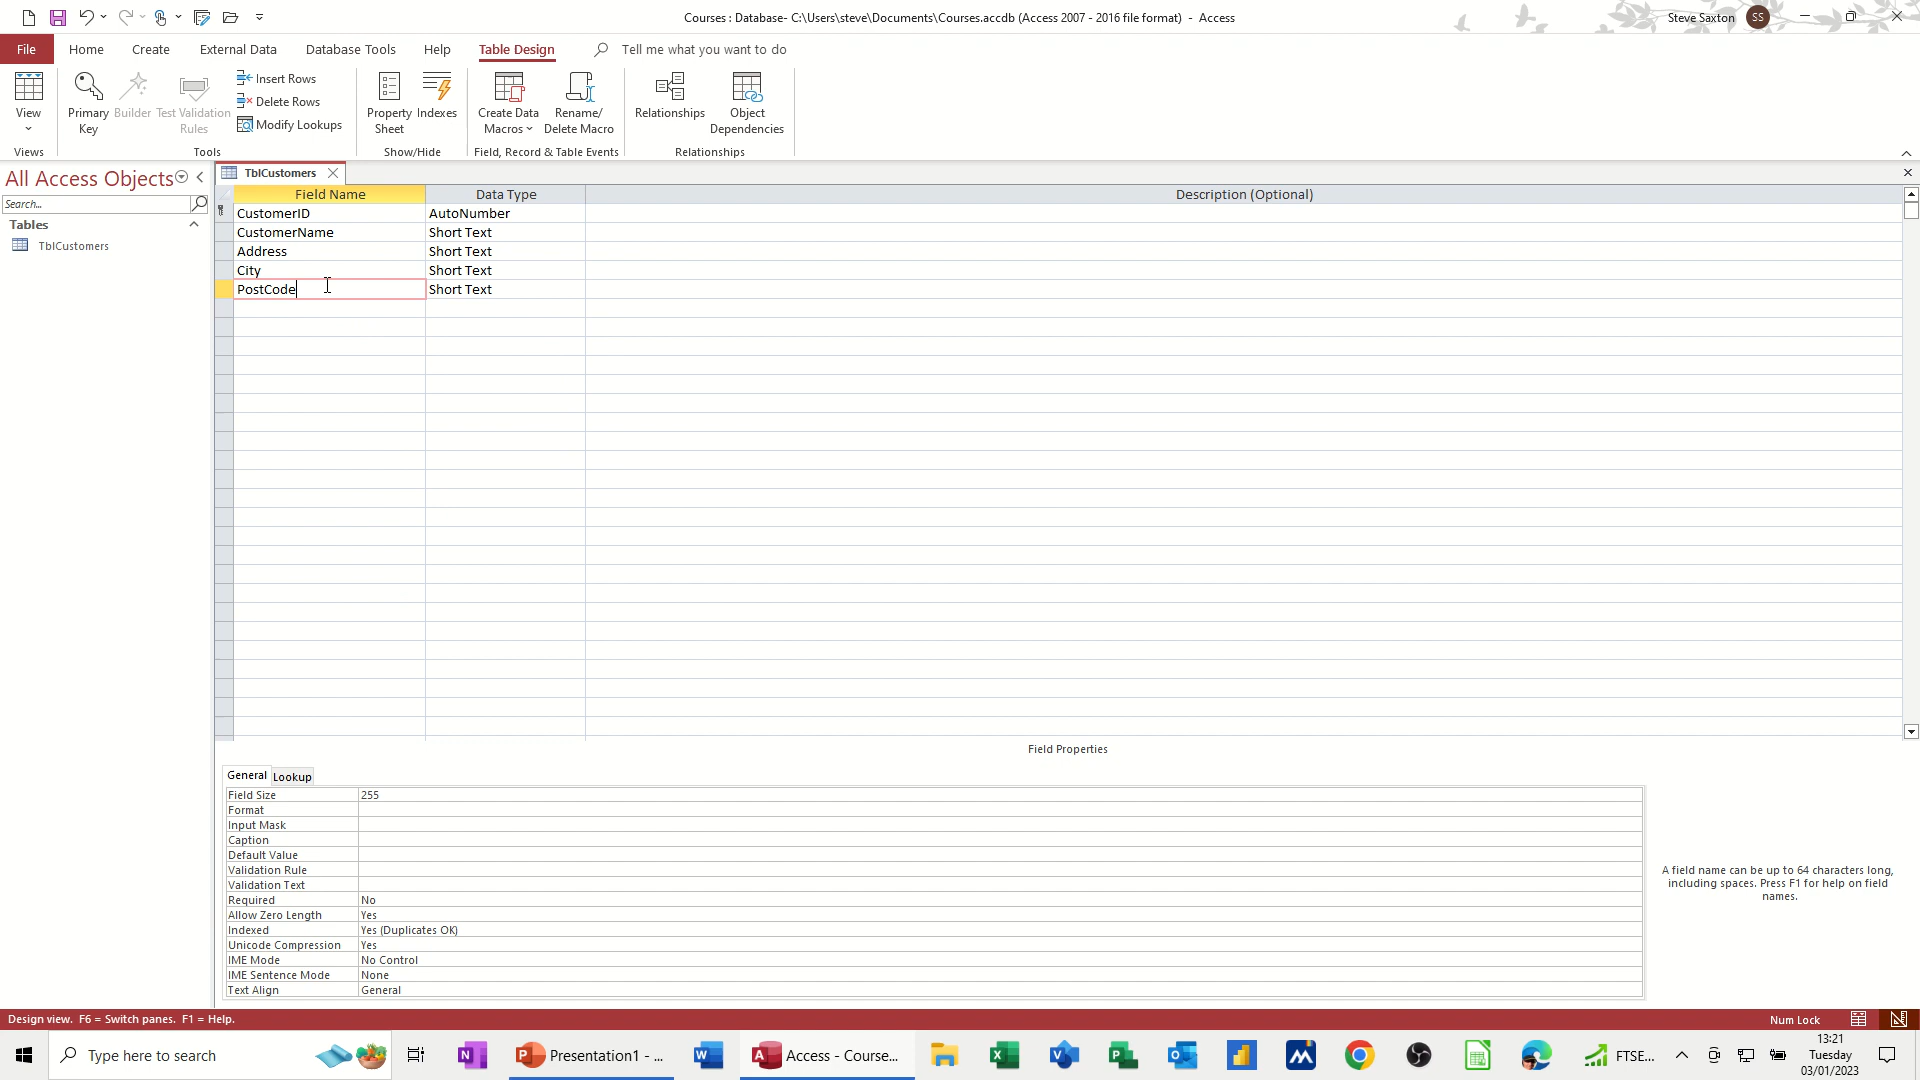 Courses : Database- C:\Users\steve\Documents\Courses.accdb (Access 2007 - 2016 file format) - Access
Steve Saxton SS
File Home Create External Data Database Tools Help Table Design Tell me what you want to do
View
Primary Key
Builder
Test Validation Rules
Insert Rows
Delete Rows
Modify Lookups
Property Sheet
Indexes
Create Data Macros
Rename/ Delete Macro
Relationships
Object Dependencies
Views Tools Show/Hide Field, Record & Table Events Relationships
All Access Objects
Search...
Tables
TblCustomers
TblCustomers
Field Name Data Type Description (Optional)
CustomerID AutoNumber
CustomerName Short Text
Address Short Text
City Short Text
PostCode Short Text
Field Properties
General Lookup
Field Size 255
Format
Input Mask
Caption
Default Value
Validation Rule
Validation Text
Required No
Allow Zero Length Yes
Indexed Yes (Duplicates OK)
Unicode Compression Yes
IME Mode No Control
IME Sentence Mode None
Text Align General
A field name can be up to 64 characters long,
including spaces. Press F1 for help on field
names.
Design view. F6 = Switch panes. F1 = Help.
Num Lock
Type here to search
Presentation1 - ...
Access - Course...
FTSE...
13:21
Tuesday
03/01/2023